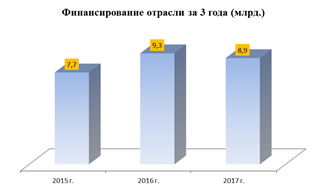 Финансирование отрасли за 3 года (млрд.)
7,7
9,3
8,9
2015 г.
2016 г.
2017 г.